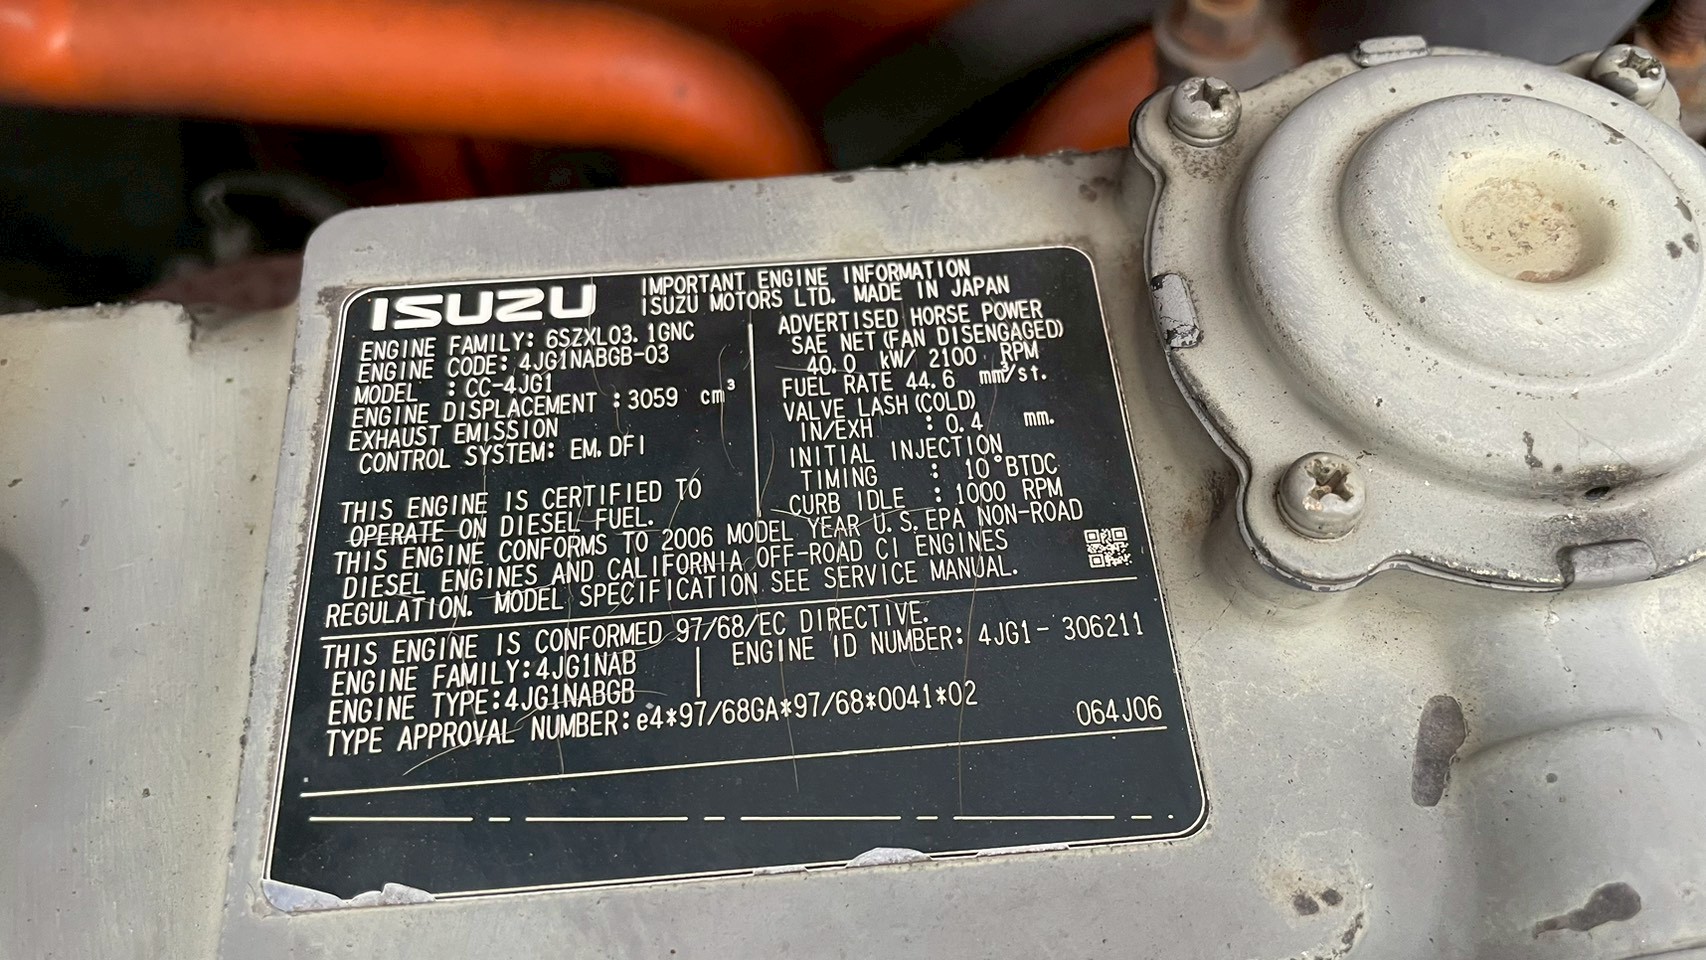 ISUZU
IMPORTANT ENGINE INFORMATION
ISUZU MOTORS LTD. MADE IN JAPAN
ENGINE FAMILY: 6SZXL03.1GNC
ENGINE CODE: 4JG1NABGB-03
MODEL : CC-4JG1
ENGINE DISPLACEMENT : 3059 cm³
EXHAUST EMISSION
CONTROL SYSTEM: EM, DFI
ADVERTISED HORSE POWER
SAE NET (FAN DISENGAGED)
40.0 kW/ 2100 RPM
FUEL RATE 44.6 mm³/st.
VALVE LASH (COLD)
IN/EXH : 0.4 mm.
INITIAL INJECTION
TIMING : 10°BTDC
CURB IDLE : 1000 RPM
THIS ENGINE IS CERTIFIED TO
OPERATE ON DIESEL FUEL.
THIS ENGINE CONFORMS TO 2006 MODEL YEAR U.S. EPA NON-ROAD
DIESEL ENGINES AND CALIFORNIA OFF-ROAD CI ENGINES
REGULATION. MODEL SPECIFICATION SEE SERVICE MANUAL.
THIS ENGINE IS CONFORMED 97/68/EC DIRECTIVE.
ENGINE FAMILY: 4JG1NAB
ENGINE ID NUMBER: 4JG1- 306211
ENGINE TYPE: 4JG1NABGB
TYPE APPROVAL NUMBER: e4*97/68GA*97/68*0041*02
064J06